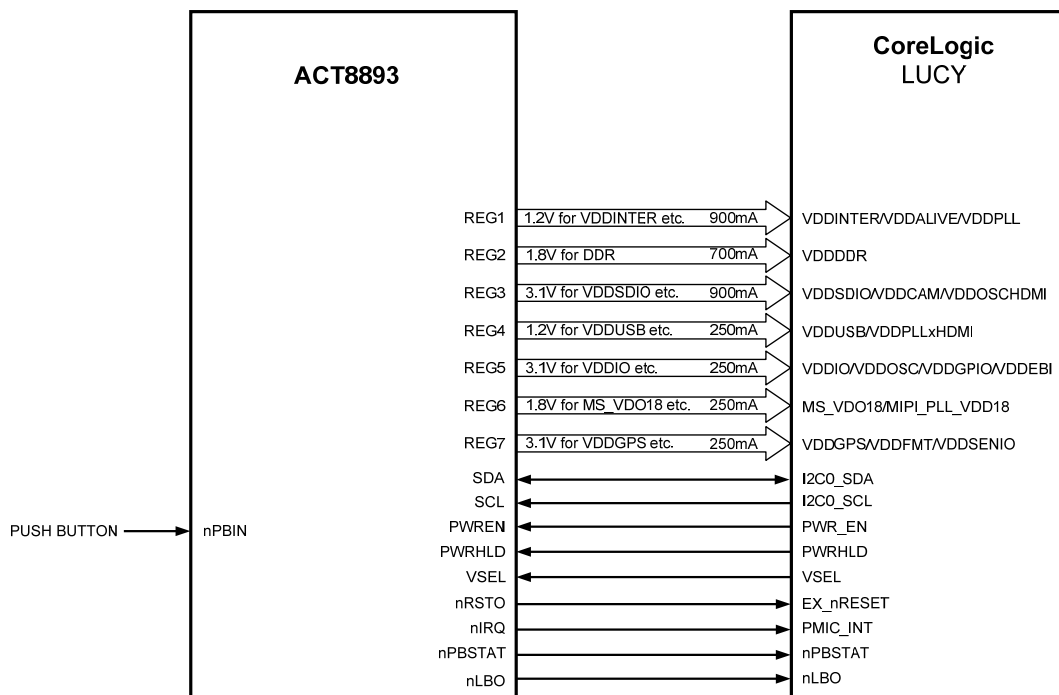 ACT8893
CoreLogic
LUCY
REG1 1.2V for VDDINTER etc. 900mA VDDINTER/VDDALIVE/VDDPLL
REG2 1.8V for DDR 700mA VDDDDR
REG3 3.1V for VDDSDIO etc. 900mA VDDSDIO/VDDCAM/VDDOSCHDMI
REG4 1.2V for VDDUSB etc. 250mA VDDUSB/VDDPLLxHDMI
REG5 3.1V for VDDIO etc. 250mA VDDIO/VDDOSC/VDDGPIO/VDDEBI
REG6 1.8V for MS_VDO18 etc. 250mA MS_VDO18/MIPI_PLL_VDD18
REG7 3.1V for VDDGPS etc. 250mA VDDGPS/VDDFMT/VDDSENIO
SDA I2C0_SDA
SCL I2C0_SCL
PUSH BUTTON nPBIN PWREN PWR_EN
PWRHLD PWRHLD
VSEL VSEL
nRSTO EX_nRESET
nIRQ PMIC_INT
nPBSTAT nPBSTAT
nLBO nLBO